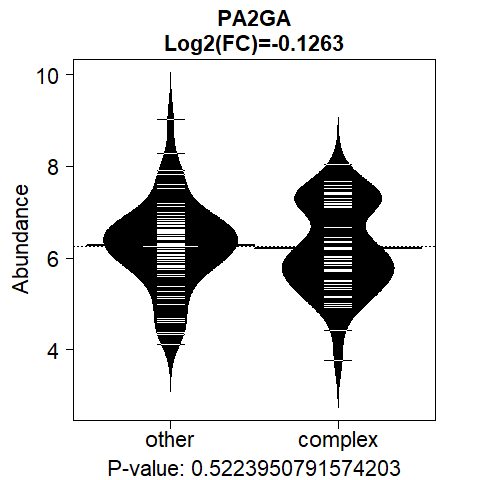 PA2GA
Log2(FC)=-0.1263
10
8
6
4
Abundance
other
complex
P-value: 0.5223950791574203